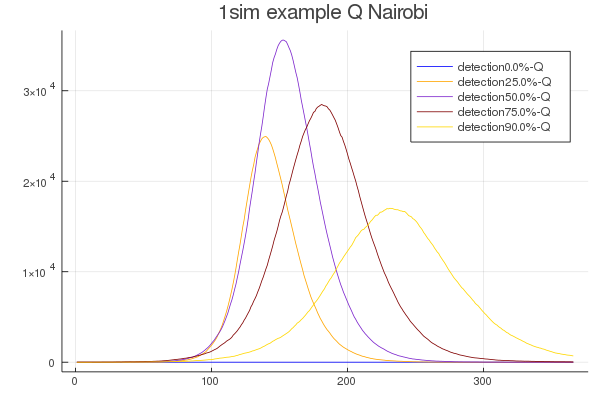 1sim example Q Nairobi
detection0.0%-Q
detection25.0%-Q
detection50.0%-Q
detection75.0%-Q
detection90.0%-Q
3×10⁴
2×10⁴
1×10⁴
0
0 100 200 300